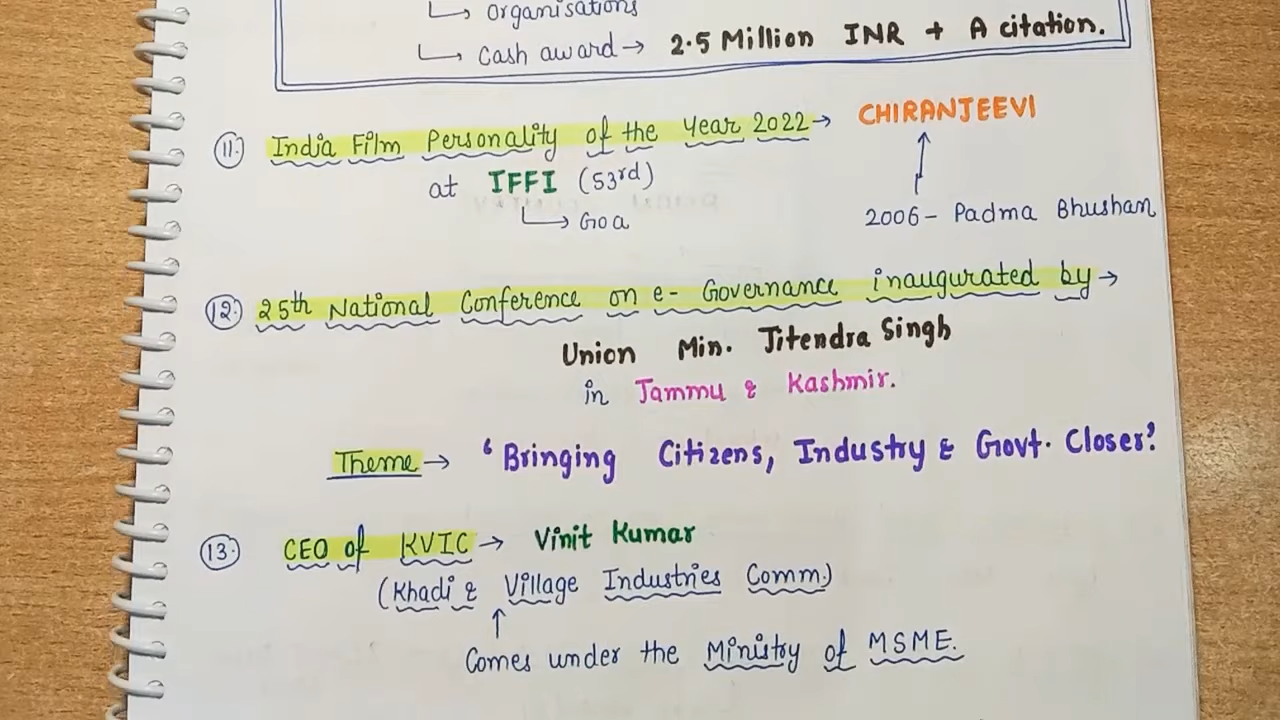 ↳ Organisations
↳ Cash award → 2.5 Million INR + A citation.
11. India Film Personality of the Year 2022 → CHIRANJEEVI
at IFFI (53rd)
↳ Goa
2006 - Padma Bhushan
12. 25th National Conference on e-Governance inaugurated by →
Union Min. Jitendra Singh
in Jammu & Kashmir.
Theme → 'Bringing Citizens, Industry & Govt. Closer'
13. CEO of KVIC → Vinit Kumar
(Khadi & Village Industries Comm.)
↑
Comes under the Ministry of MSME.